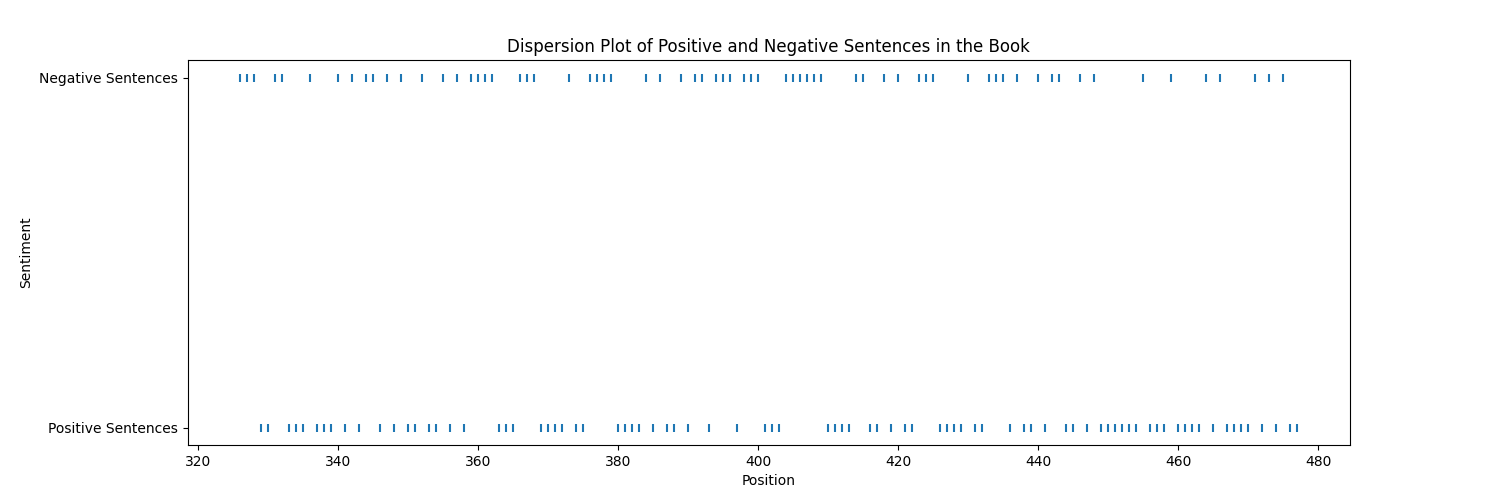 Dispersion Plot of Positive and Negative Sentences in the Book
Negative Sentences
Sentiment
Positive Sentences
320 340 360 380 400 420 440 460 480
Position